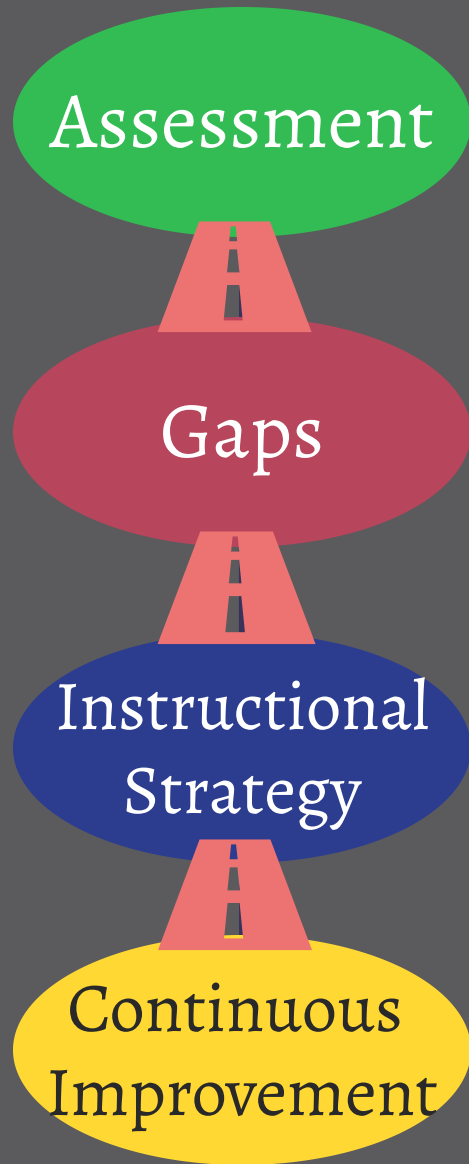 Assessment
Gaps
Instructional
Strategy
Continuous
Improvement